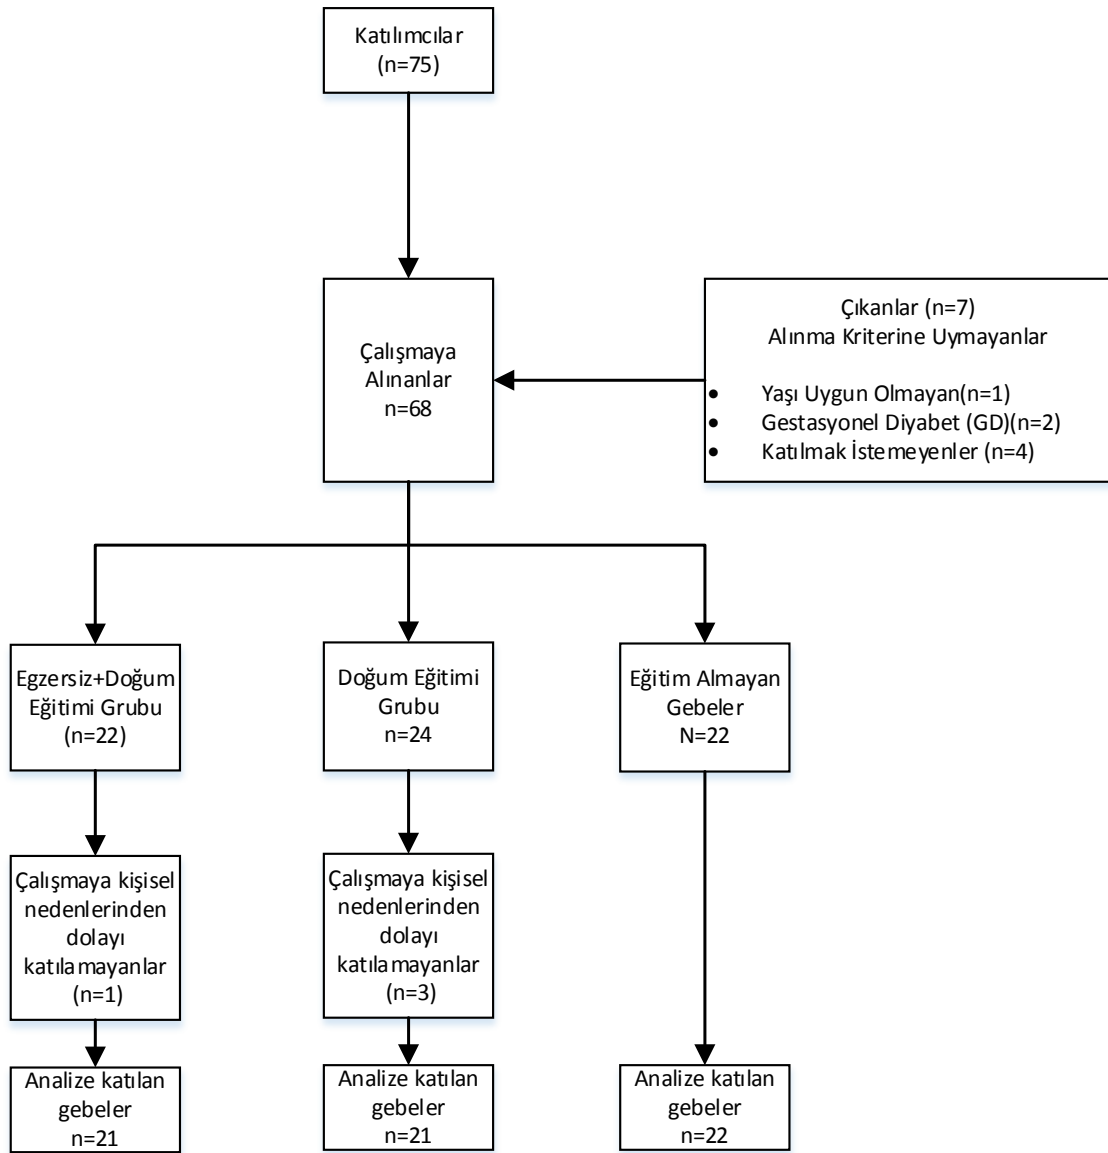 Katılımcılar
(n=75)
Çalışmaya
Alınanlar
n=68
Çıkanlar (n=7)
Alınma Kriterine Uymayanlar
• Yaşı Uygun Olmayan(n=1)
• Gestasyonel Diyabet (GD)(n=2)
• Katılmak İstemeyenler (n=4)
Egzersiz+Doğum
Eğitimi Grubu
(n=22)
Doğum Eğitimi
Grubu
n=24
Eğitim Almayan
Gebeler
N=22
Çalışmaya kişisel
nedenlerinden
dolayı
katılamayanlar
(n=1)
Çalışmaya kişisel
nedenlerinden
dolayı
katılamayanlar
(n=3)
Analize katılan
gebeler
n=21
Analize katılan
gebeler
n=21
Analize katılan
gebeler
n=22